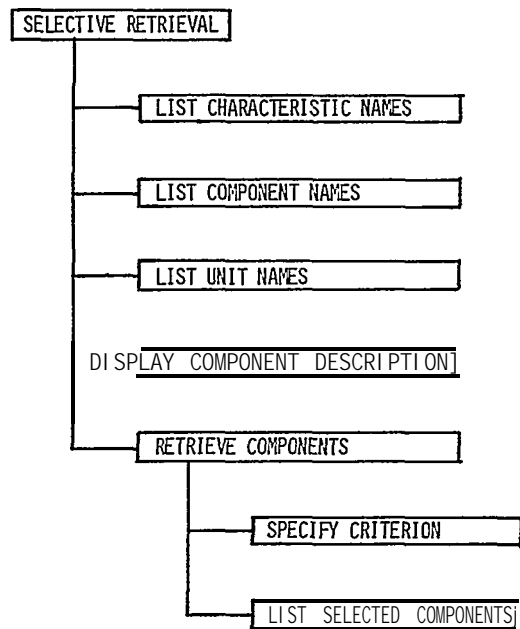 SELECTIVE RETRIEVAL
LIST CHARACTERISTIC NAMES
LIST COMPONENT NAMES
LIST UNIT NAMES
DISPLAY COMPONENT DESCRIPTION]
RETRIEVE COMPONENTS
SPECIFY CRITERION
LIST SELECTED COMPONENTSj